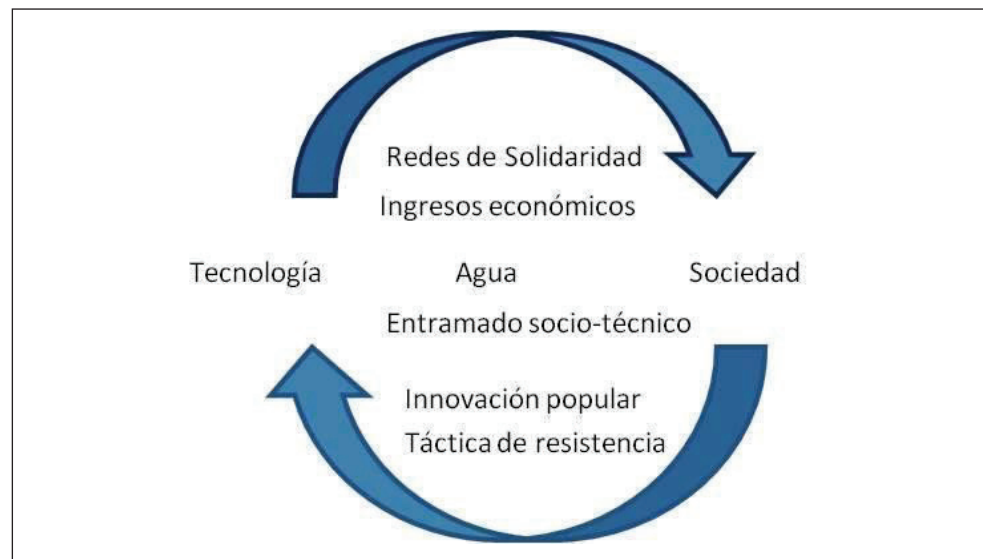 Redes de Solidaridad
Ingresos económicos
Tecnología Agua Sociedad
Entramado socio-técnico
Innovación popular
Táctica de resistencia